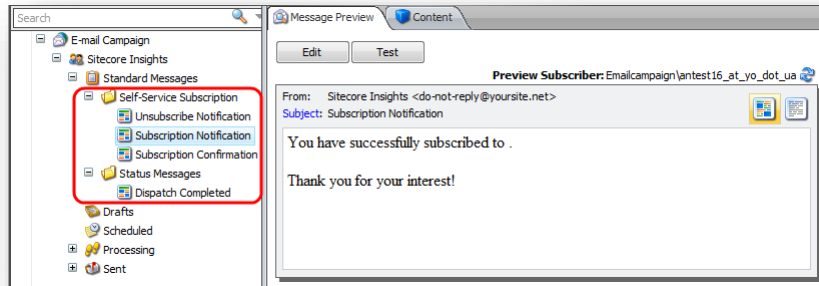 Search
E-mail Campaign
Sitecore Insights
Standard Messages
Self-Service Subscription
Unsubscribe Notification
Subscription Notification
Subscription Confirmation
Status Messages
Dispatch Completed
Drafts
Scheduled
Processing
Sent
Message Preview Content
Edit Test
Preview Subscriber: Emailcampaign\antest16_at_yo_dot_ua
From: Sitecore Insights <do-not-reply@yoursite.net>
Subject: Subscription Notification
You have successfully subscribed to .
Thank you for your interest!